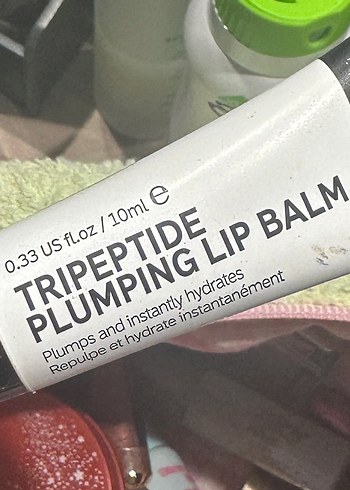 0.33 US fl.oz / 10ml ℮
TRIPEPTIDE
PLUMPING LIP BALM
Plumps and instantly hydrates
Repulpe et hydrate instantanément